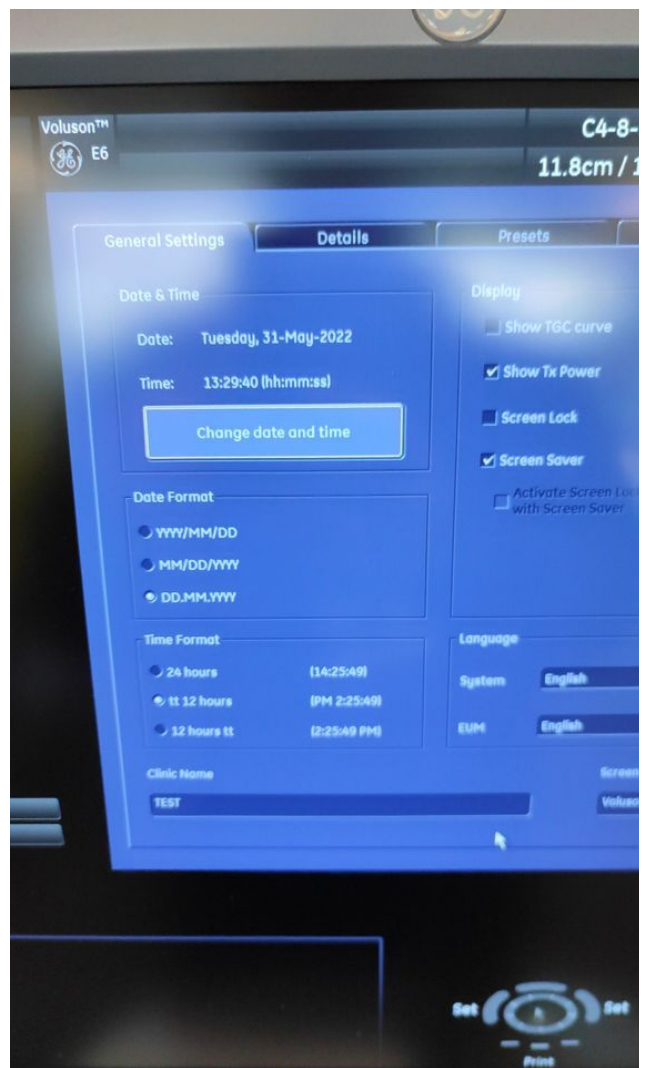 Voluson™
E6
C4-8-
11.8cm /
General Settings
Details
Presets
Date & Time
Date: Tuesday, 31-May-2022
Time: 13:29:40 (hh:mm:ss)
Change date and time
Display
Show TGC curve
Show Tx Power
Screen Lock
Screen Saver
Activate Screen Loc
with Screen Saver
Date Format
YYYY/MM/DD
MM/DD/YYYY
DD.MM.YYYY
Time Format
24 hours (14:25:49)
tt 12 hours (PM 2:25:49)
12 hours tt (2:25:49 PM)
Language
System English
EUM English
Clinic Name
TEST
Screen
Voluso
Set
Set
Print